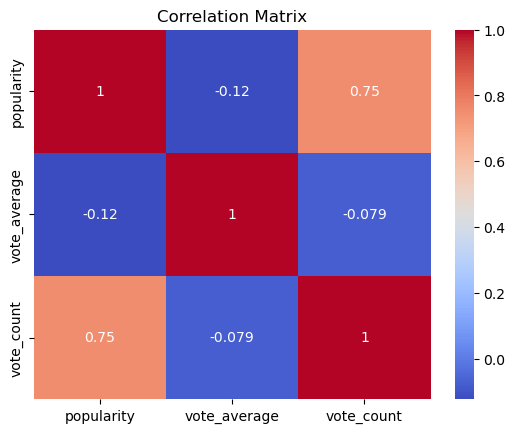 Correlation Matrix
popularity
1
-0.12
0.75
vote_average
-0.12
1
-0.079
vote_count
0.75
-0.079
1
popularity
vote_average
vote_count
1.0
0.8
0.6
0.4
0.2
0.0